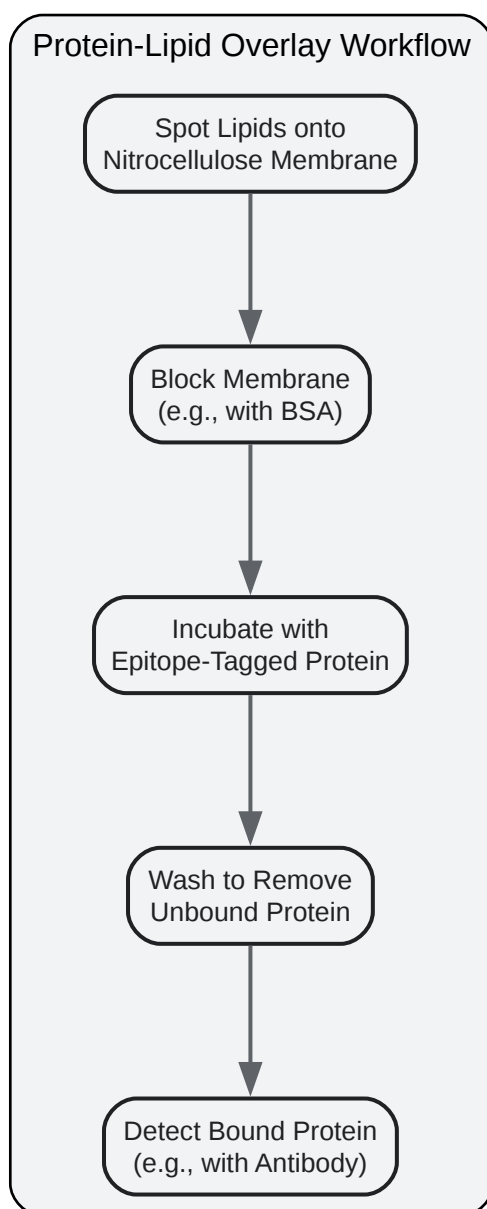 Protein-Lipid Overlay Workflow
Spot Lipids onto
Nitrocellulose Membrane
Block Membrane
(e.g., with BSA)
Incubate with
Epitope-Tagged Protein
Wash to Remove
Unbound Protein
Detect Bound Protein
(e.g., with Antibody)